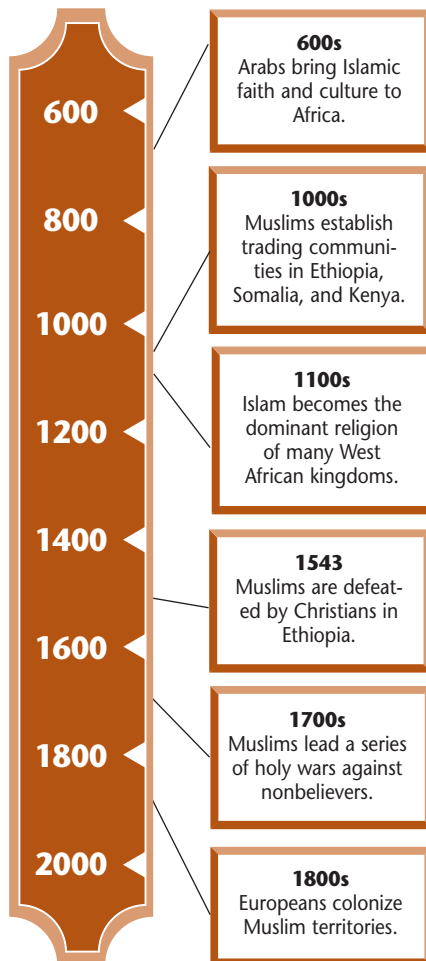 600
800
1000
1200
1400
1600
1800
2000
600s
Arabs bring Islamic
faith and culture to
Africa.
1000s
Muslims establish
trading communi-
ties in Ethiopia,
Somalia, and Kenya.
1100s
Islam becomes the
dominant religion
of many West
African kingdoms.
1543
Muslims are defeat-
ed by Christians in
Ethiopia.
1700s
Muslims lead a series
of holy wars against
nonbelievers.
1800s
Europeans colonize
Muslim territories.